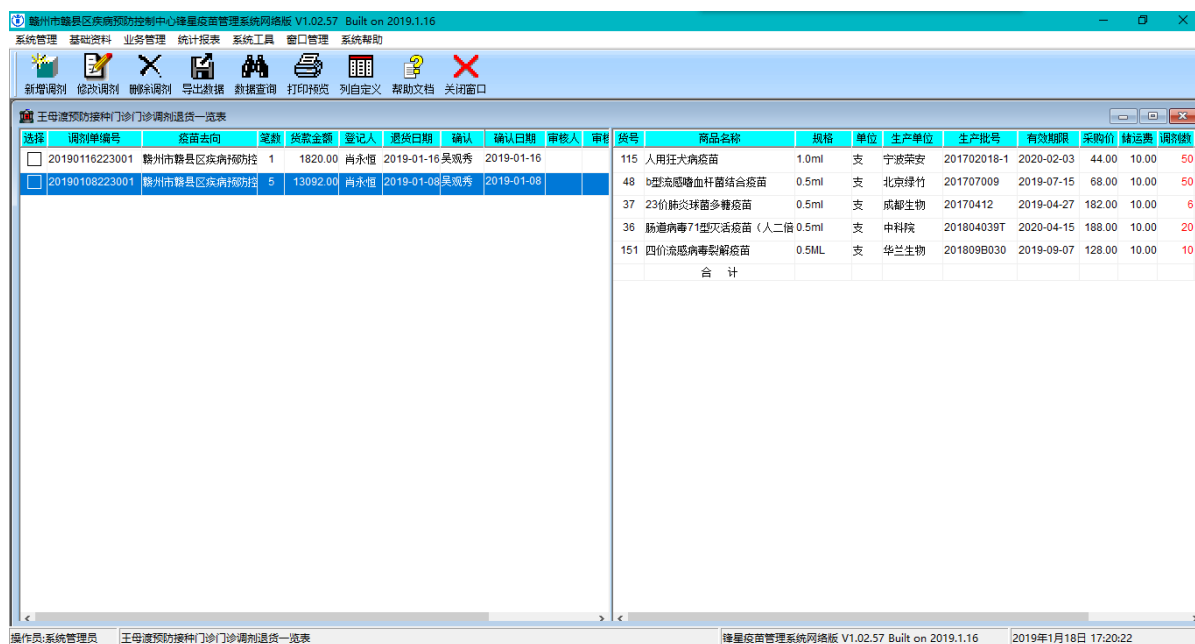 赣州市赣县区疾病预防控制中心锋星疫苗管理系统网络版 V1.02.57 Built on 2019.1.16
系统管理 基础资料 业务管理 统计报表 系统工具 窗口管理 系统帮助
新增调剂 修改调剂 删除调剂 导出数据 数据查询 打印预览 列自定义 帮助文档 关闭窗口
王母渡预防接种门诊门诊调剂退货一览表
选择 调剂单编号 疫苗去向 笔数 货款金额 登记人 退货日期 确认 确认日期 审核人 审核 货号 商品名称 规格 单位 生产单位 生产批号 有效期限 采购价 储运费 调剂数
20190116223001 赣州市赣县区疾病预防控 1 1820.00 肖永恒 2019-01-16 吴观秀 2019-01-16
20190108223001 赣州市赣县区疾病预防控 5 13092.00 肖永恒 2019-01-08 吴观秀 2019-01-08
115 人用狂犬病疫苗 1.0ml 支 宁波荣安 201702018-1 2020-02-03 44.00 10.00 50
48 b型流感嗜血杆菌结合疫苗 0.5ml 支 北京绿竹 201707009 2019-07-15 68.00 10.00 50
37 23价肺炎球菌多糖疫苗 0.5ml 支 成都生物 20170412 2019-04-27 182.00 10.00 6
36 肠道病毒71型灭活疫苗（人二倍 0.5ml 支 中科院 201804039T 2020-04-15 188.00 10.00 20
151 四价流感病毒裂解疫苗 0.5ML 支 华兰生物 201809B030 2019-09-07 128.00 10.00 10
合 计
操作员:系统管理员 王母渡预防接种门诊门诊调剂退货一览表 锋星疫苗管理系统网络版 V1.02.57 Built on 2019.1.16 2019年1月18日 17:20:22